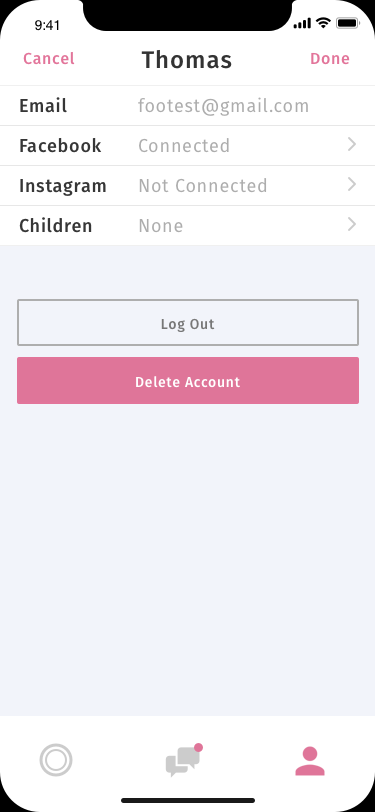 9:41
Cancel Thomas Done
Email footest@gmail.com
Facebook Connected
Instagram Not Connected
Children None
Log Out
Delete Account